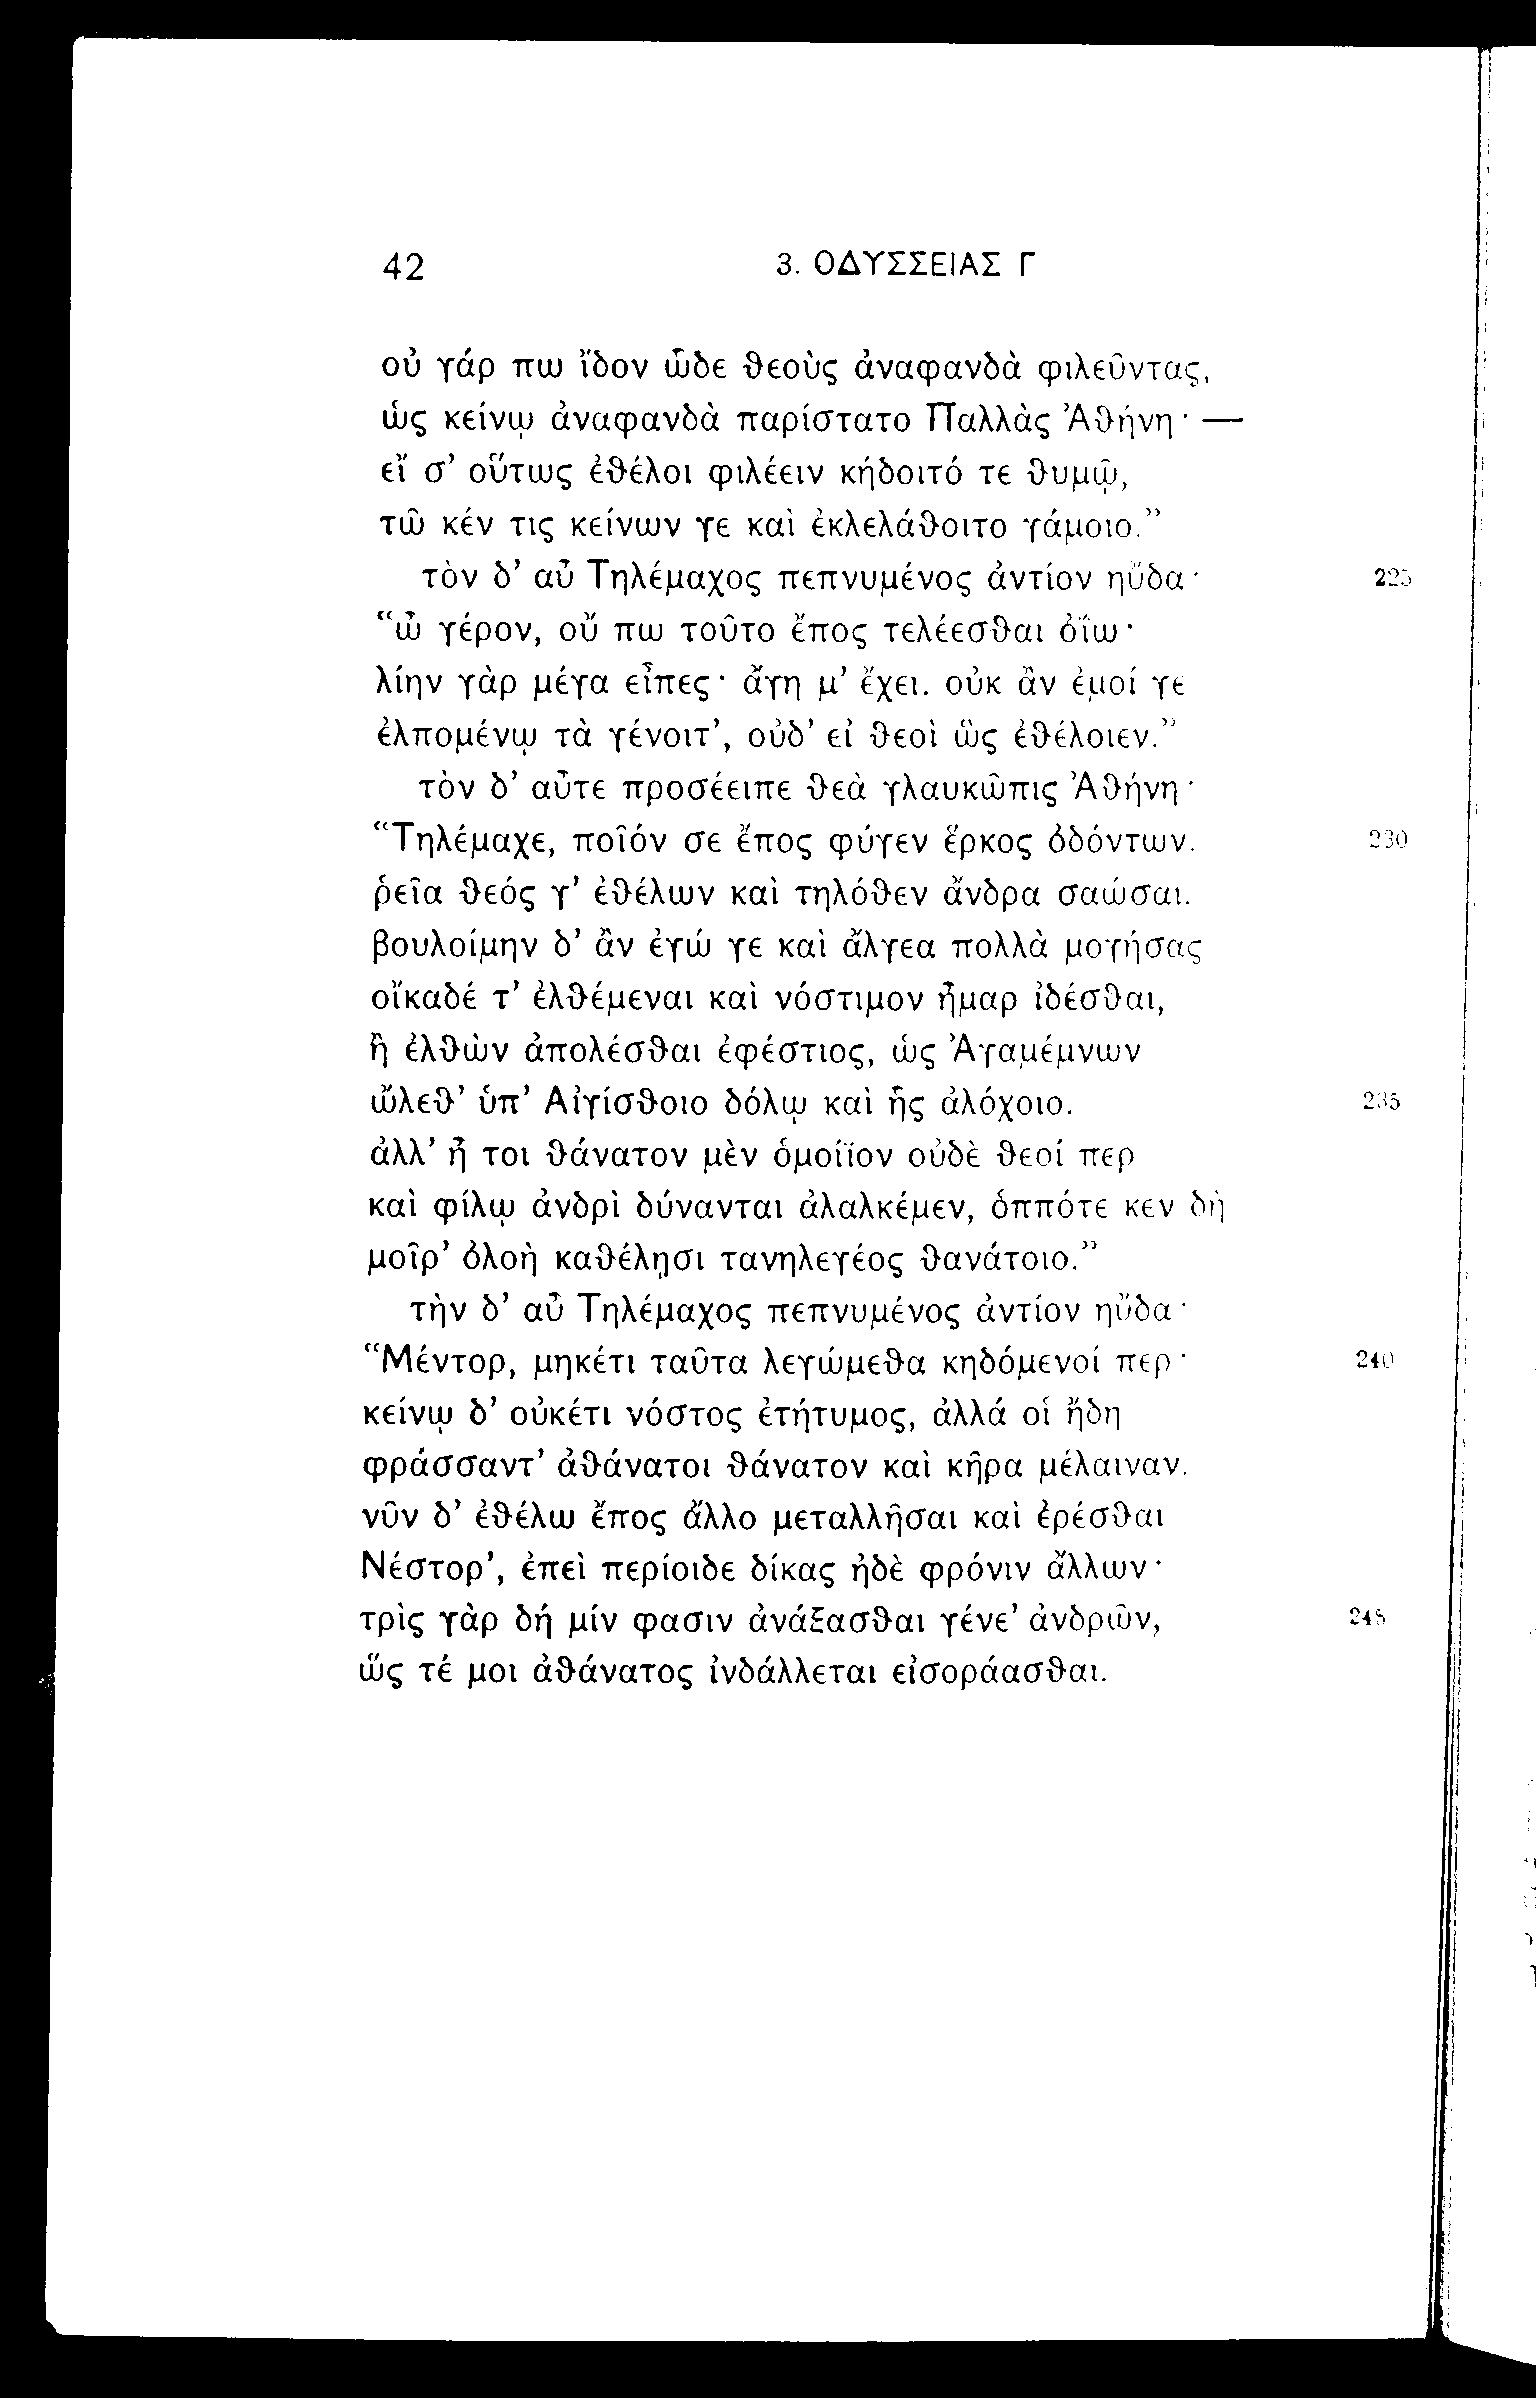 42 3. ΟΔΥΣΣΕΙΑΣ Γ
οὐ γάρ πω ἴδον ὧδε θεοὺς ἀναφανδὰ φιλεῦντας,
ὡς κείνῳ ἀναφανδὰ παρίστατο Παλλὰς Ἀθήνη· —
εἴ σ’ οὕτως ἐθέλοι φιλέειν κήδοιτό τε θυμῷ,
τῶ κέν τις κείνων γε καὶ ἐκλελάθοιτο γάμοιο.”
τὸν δ’ αὖ Τηλέμαχος πεπνυμένος ἀντίον ηὔδα· 225
“ὦ γέρον, οὔ πω τοῦτο ἔπος τελέεσθαι ὀΐω·
λίην γὰρ μέγα εἶπες· ἄγη μ’ ἔχει. οὐκ ἂν ἐμοί γε
ἐλπομένῳ τὰ γένοιτ’, οὐδ’ εἰ θεοὶ ὣς ἐθέλοιεν.”
τὸν δ’ αὖτε προσέειπε θεὰ γλαυκῶπις Ἀθήνη·
“Τηλέμαχε, ποῖόν σε ἔπος φύγεν ἕρκος ὀδόντων. 230
ῥεῖα θεός γ’ ἐθέλων καὶ τηλόθεν ἄνδρα σαώσαι.
βουλοίμην δ’ ἂν ἐγώ γε καὶ ἄλγεα πολλὰ μογήσας
οἴκαδέ τ’ ἐλθέμεναι καὶ νόστιμον ἦμαρ ἰδέσθαι,
ἢ ἐλθὼν ἀπολέσθαι ἐφέστιος, ὡς Ἀγαμέμνων
ὤλεθ’ ὑπ’ Αἰγίσθοιο δόλῳ καὶ ἧς ἀλόχοιο. 235
ἀλλ’ ἦ τοι θάνατον μὲν ὁμοίϊον οὐδὲ θεοί περ
καὶ φίλῳ ἀνδρὶ δύνανται ἀλαλκέμεν, ὁππότε κεν δὴ
μοῖρ’ ὀλοὴ καθέλῃσι τανηλεγέος θανάτοιο.”
τὴν δ’ αὖ Τηλέμαχος πεπνυμένος ἀντίον ηὔδα·
“Μέντορ, μηκέτι ταῦτα λεγώμεθα κηδόμενοί περ· 240
κείνῳ δ’ οὐκέτι νόστος ἐτήτυμος, ἀλλά οἱ ἤδη
φράσσαντ’ ἀθάνατοι θάνατον καὶ κῆρα μέλαιναν.
νῦν δ’ ἐθέλω ἔπος ἄλλο μεταλλῆσαι καὶ ἐρέσθαι
Νέστορ’, ἐπεὶ περίοιδε δίκας ἠδὲ φρόνιν ἄλλων·
τρὶς γὰρ δή μίν φασιν ἀνάξασθαι γένε’ ἀνδρῶν, 245
ὥς τέ μοι ἀθάνατος ἰνδάλλεται εἰσοράασθαι.